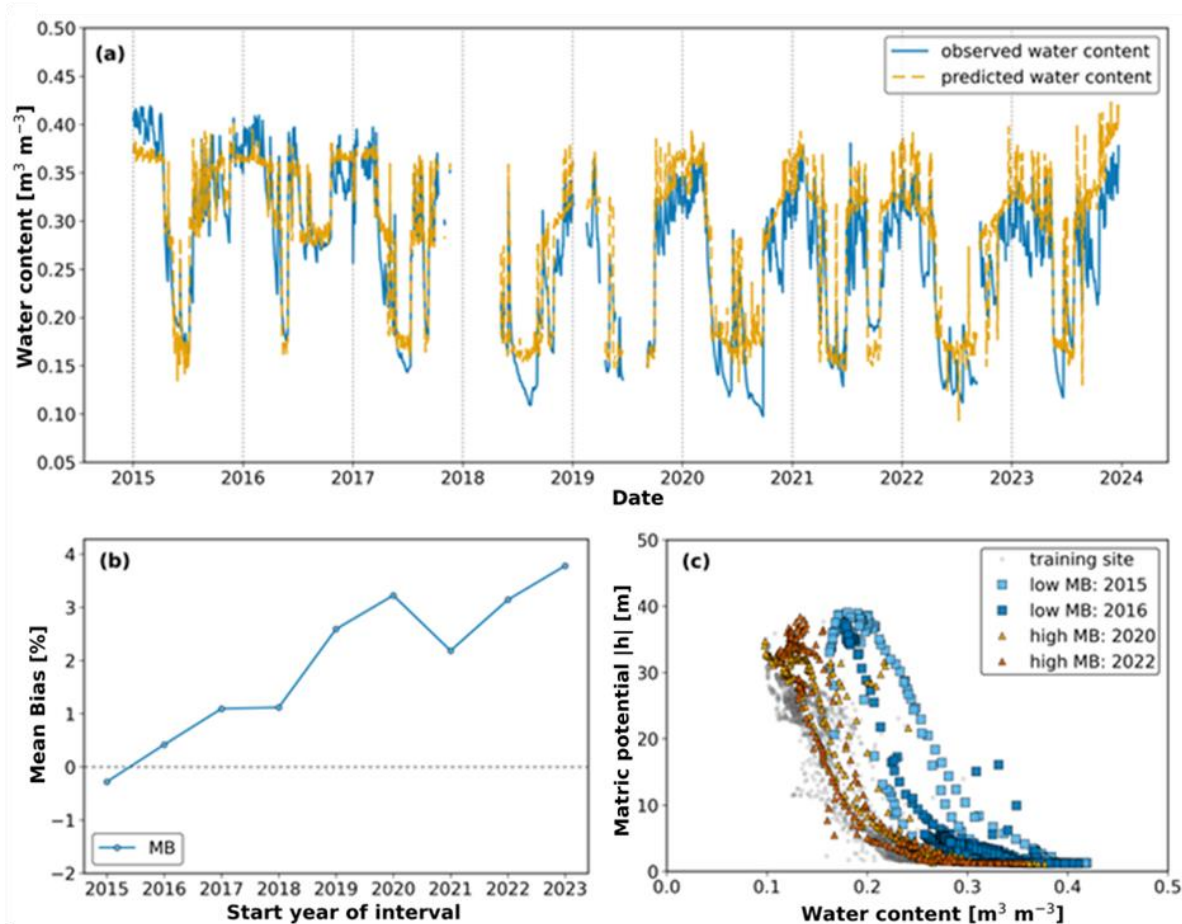 (a)
observed water content
predicted water content
Water content [m³ m⁻³]
0.50
0.45
0.40
0.35
0.30
0.25
0.20
0.15
0.10
0.05
2015 2016 2017 2018 2019 2020 2021 2022 2023 2024
Date
(b)
Mean Bias [%]
4
3
2
1
0
−1
−2
MB
2015 2016 2017 2018 2019 2020 2021 2022 2023
Start year of interval
(c)
training site
low MB: 2015
low MB: 2016
high MB: 2020
high MB: 2022
Matric potential |h| [m]
50
40
30
20
10
0
0.0 0.1 0.2 0.3 0.4 0.5
Water content [m³ m⁻³]